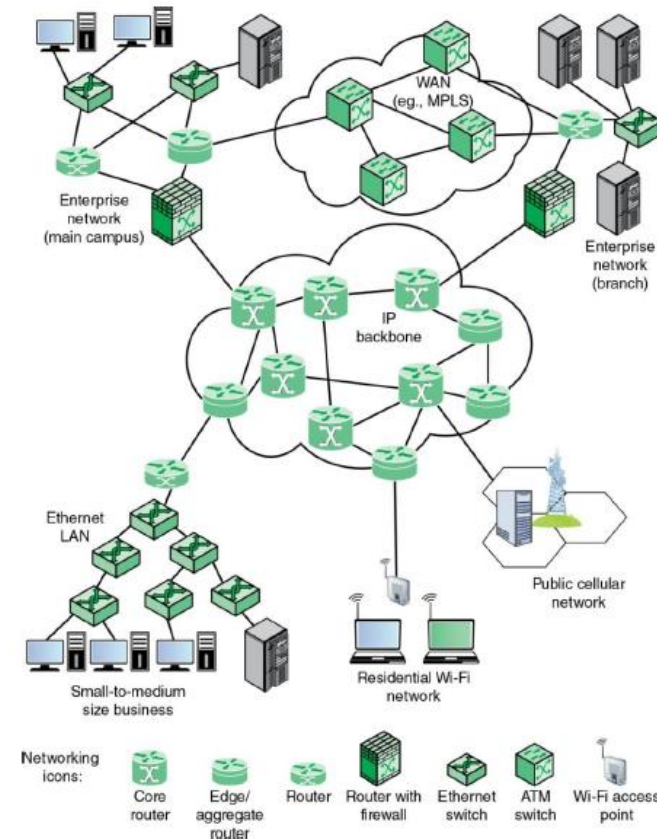 WAN
(eg., MPLS)
Enterprise
network
(main campus)
Enterprise
network
(branch)
IP
backbone
Ethernet
LAN
Public cellular
network
Residential Wi-Fi
network
Small-to-medium
size business
Networking
icons:
Core
router
Edge/
aggregate
router
Router
Router with
firewall
Ethernet
switch
ATM
switch
Wi-Fi access
point